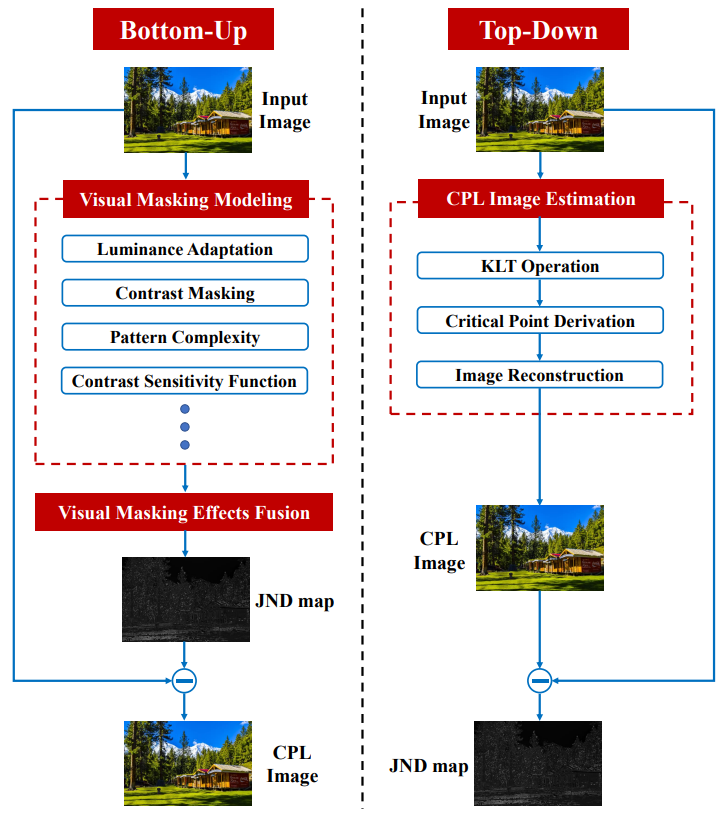 Bottom-Up
Input
Image
Visual Masking Modeling
Luminance Adaptation
Contrast Masking
Pattern Complexity
Contrast Sensitivity Function
Visual Masking Effects Fusion
JND map
CPL
Image
Top-Down
Input
Image
CPL Image Estimation
KLT Operation
Critical Point Derivation
Image Reconstruction
CPL
Image
JND map